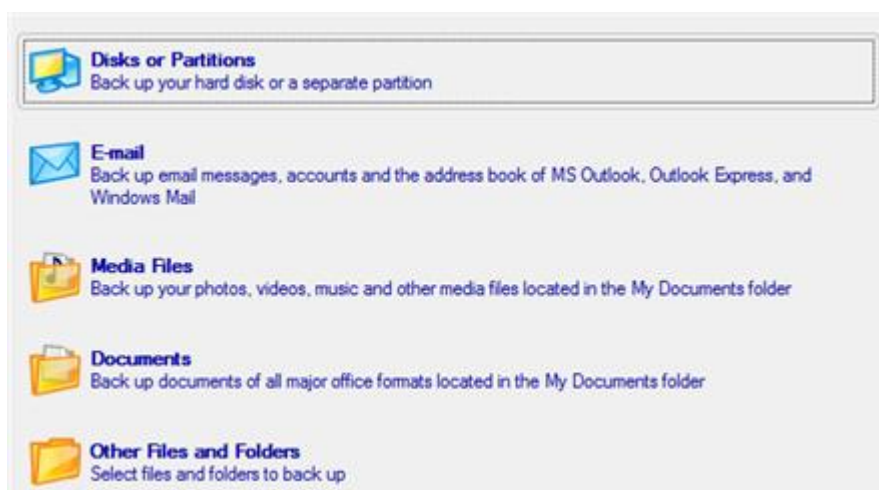 Disks or Partitions
Back up your hard disk or a separate partition
E-mail
Back up email messages, accounts and the address book of MS Outlook, Outlook Express, and
Windows Mail
Media Files
Back up your photos, videos, music and other media files located in the My Documents folder
Documents
Back up documents of all major office formats located in the My Documents folder
Other Files and Folders
Select files and folders to back up